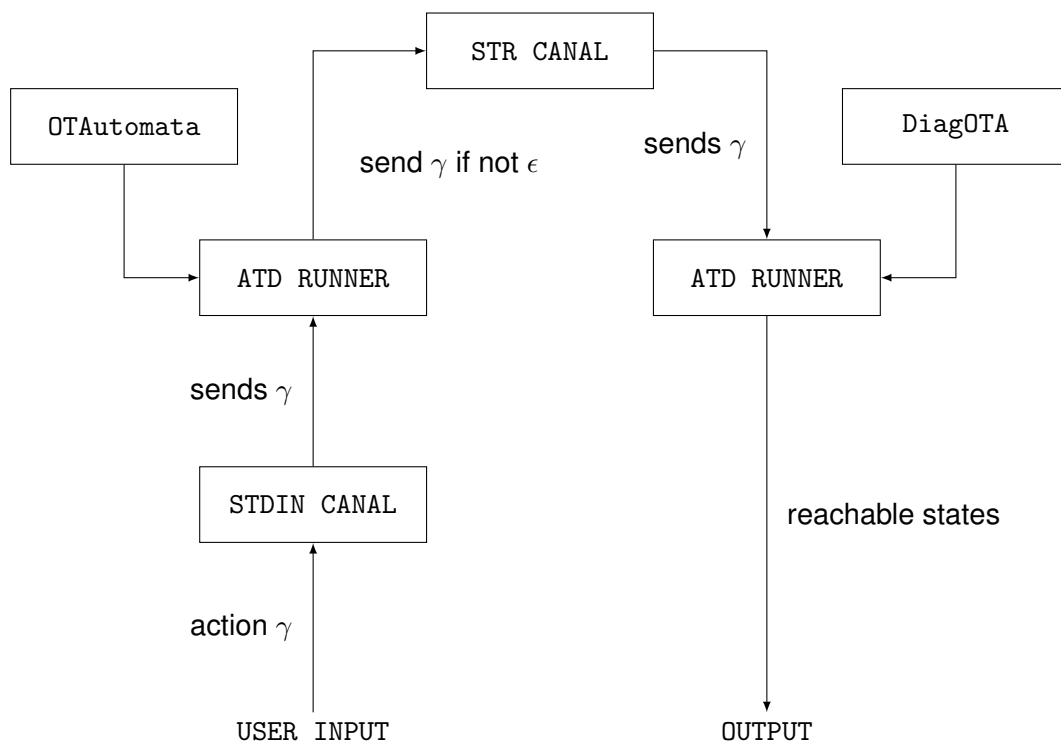 STR CANAL
OTAutomata
DiagOTA
send γ if not ϵ
sends γ
ATD RUNNER
ATD RUNNER
sends γ
STDIN CANAL
reachable states
action γ
USER INPUT
OUTPUT